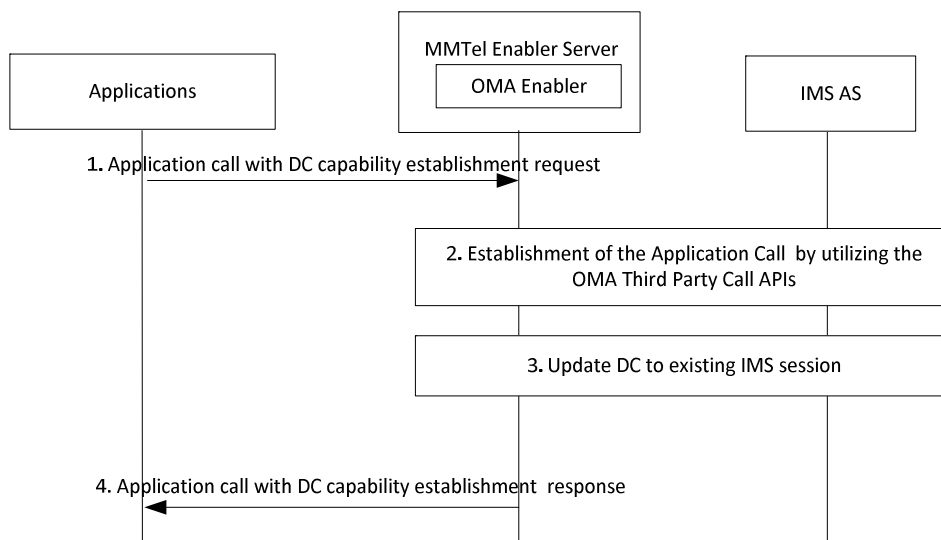 MMTel Enabler Server
OMA Enabler
Applications
IMS AS
1. Application call with DC capability establishment request
2. Establishment of the Application Call by utilizing the
OMA Third Party Call APIs
3. Update DC to existing IMS session
4. Application call with DC capability establishment response